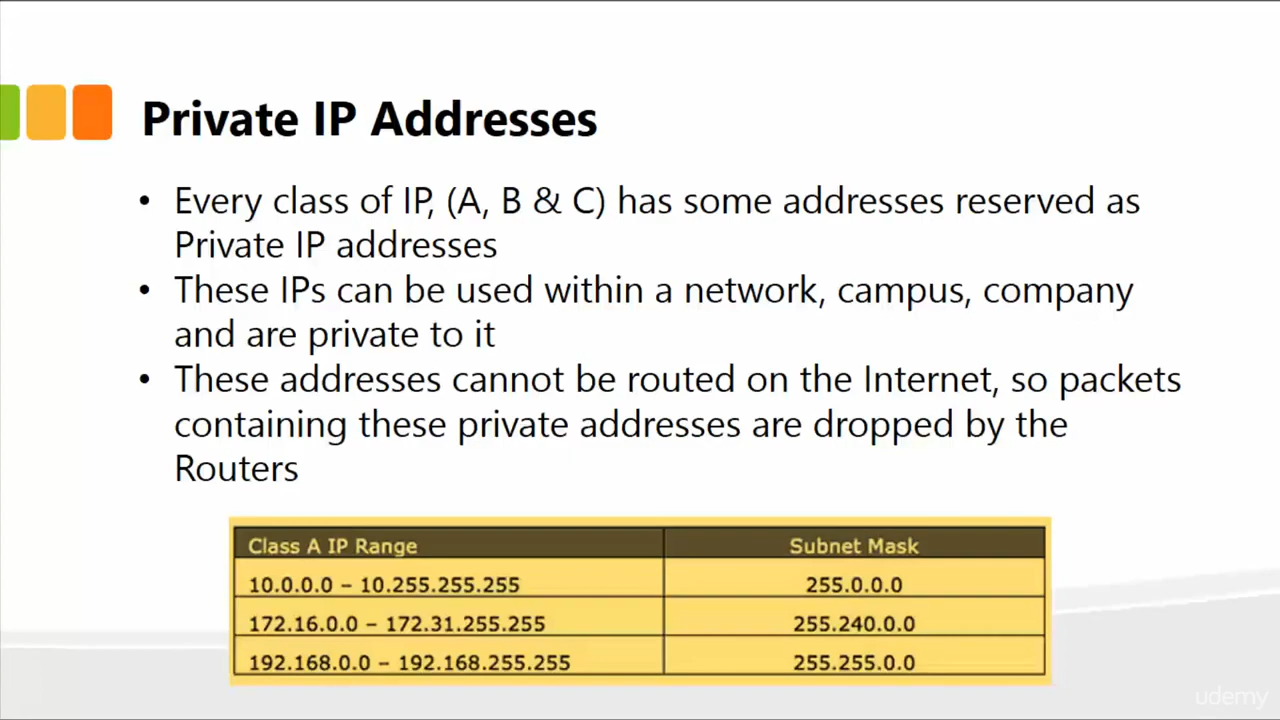 Private IP Addresses
• Every class of IP, (A, B & C) has some addresses reserved as
Private IP addresses
• These IPs can be used within a network, campus, company
and are private to it
• These addresses cannot be routed on the Internet, so packets
containing these private addresses are dropped by the
Routers
Class A IP Range Subnet Mask
10.0.0.0 – 10.255.255.255 255.0.0.0
172.16.0.0 – 172.31.255.255 255.240.0.0
192.168.0.0 – 192.168.255.255 255.255.0.0
udemy